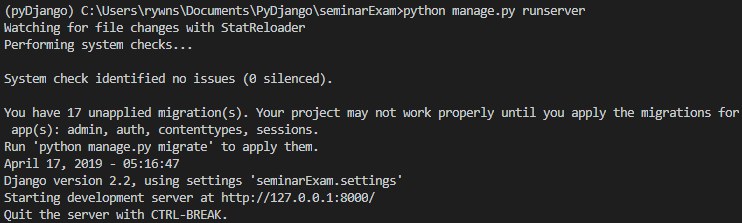 (pyDjango) C:\Users\rywns\Documents\PyDjango\seminarExam>python manage.py runserver
Watching for file changes with StatReloader
Performing system checks...
System check identified no issues (0 silenced).
You have 17 unapplied migration(s). Your project may not work properly until you apply the migrations for
app(s): admin, auth, contenttypes, sessions.
Run 'python manage.py migrate' to apply them.
April 17, 2019 - 05:16:47
Django version 2.2, using settings 'seminarExam.settings'
Starting development server at http://127.0.0.1:8000/
Quit the server with CTRL-BREAK.